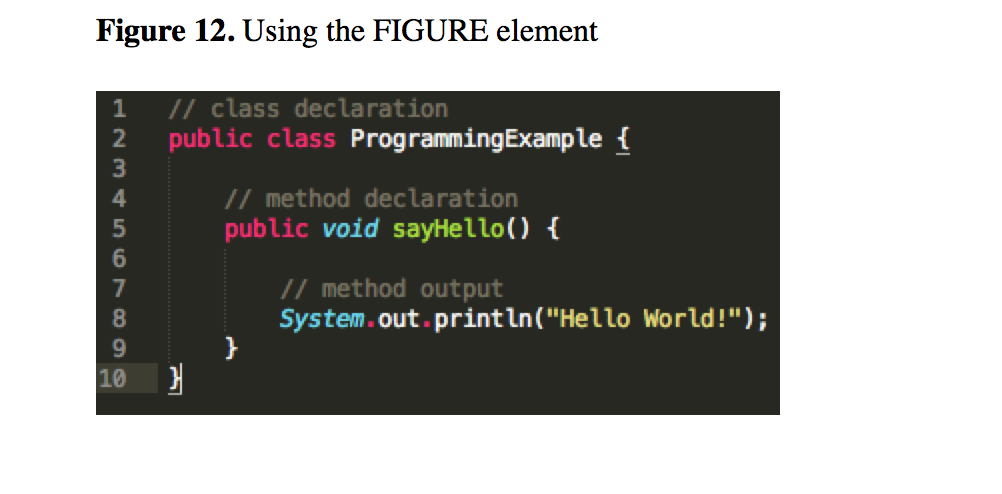 Figure 12. Using the FIGURE element
1 // class declaration
2 public class ProgrammingExample {
3
4     // method declaration
5     public void sayHello() {
6
7         // method output
8         System.out.println("Hello World!");
9     }
10 }